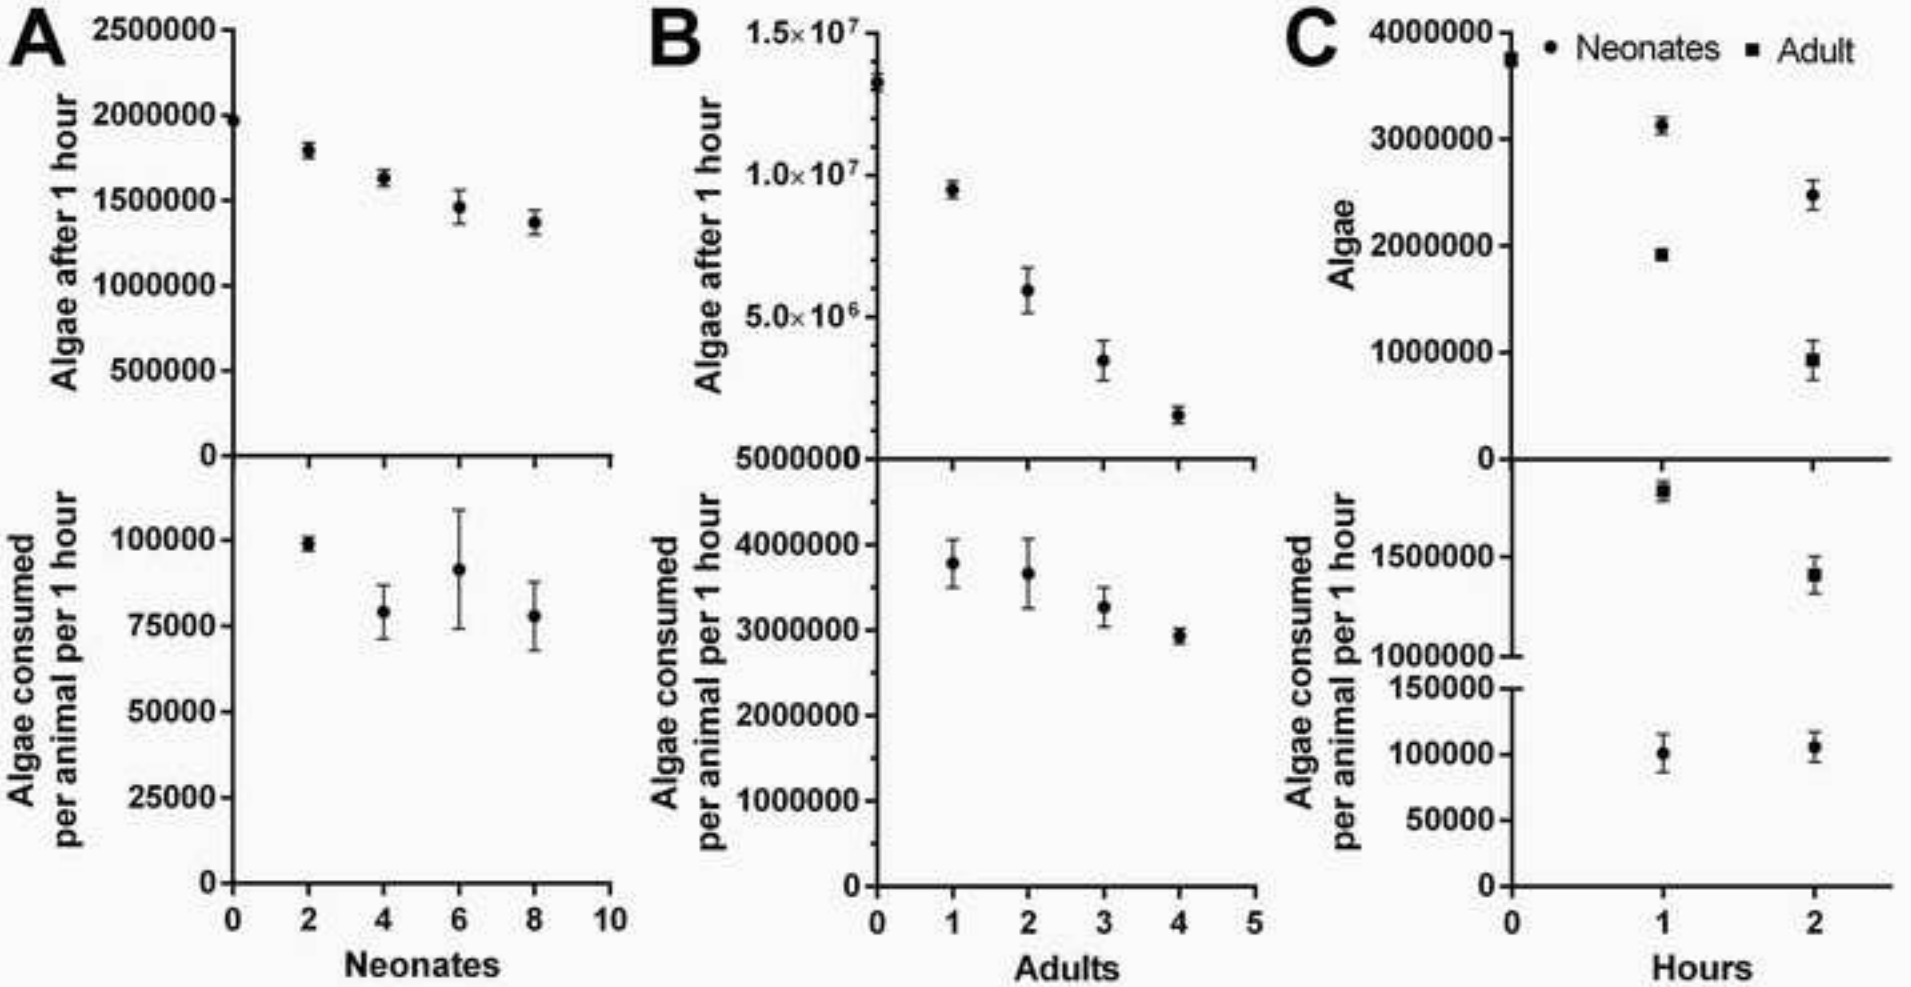 A
2500000
2000000
1500000
1000000
500000
0
Algae after 1 hour
100000
75000
50000
25000
0
Algae consumed
per animal per 1 hour
0 2 4 6 8 10
Neonates
B
1.5×10⁷
1.0×10⁷
5.0×10⁶
0
Algae after 1 hour
5000000
4000000
3000000
2000000
1000000
0
Algae consumed
per animal per 1 hour
0 1 2 3 4 5
Adults
C
Neonates Adult
4000000
3000000
2000000
1000000
0
Algae
1500000
1000000
150000
100000
50000
0
Algae consumed
per animal per 1 hour
0 1 2
Hours